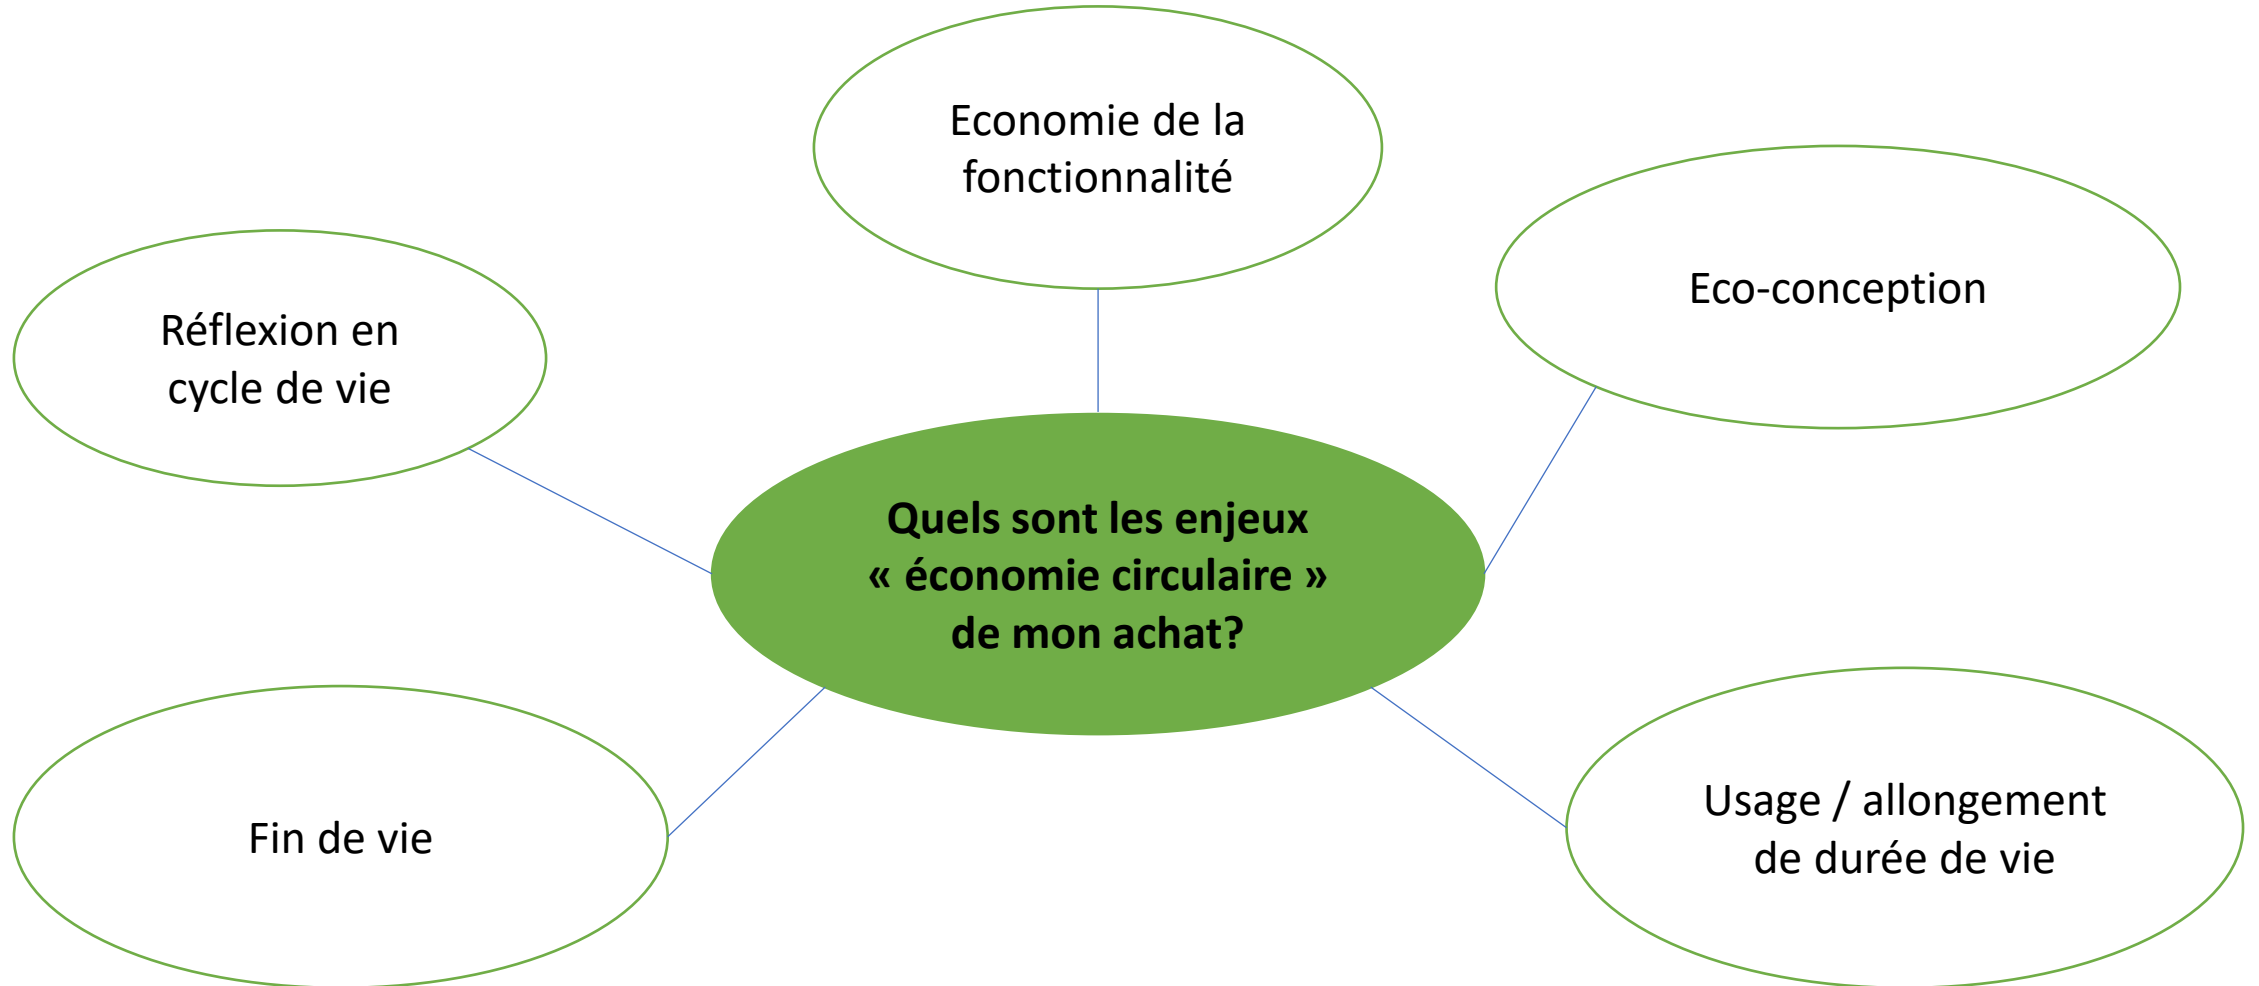 Economie de la
fonctionnalité
Eco-conception
Réflexion en
cycle de vie
Quels sont les enjeux
« économie circulaire »
de mon achat?
Usage / allongement
de durée de vie
Fin de vie